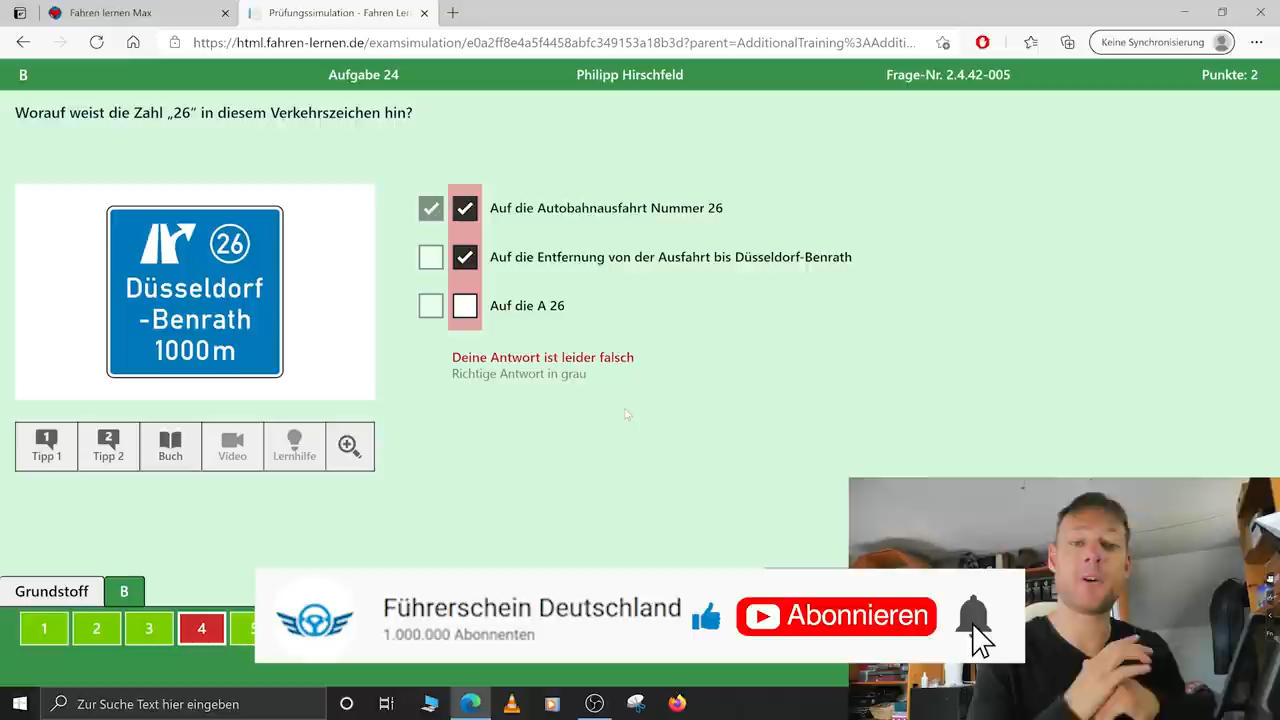 Fahren lernen Max
Prüfungssimulation - Fahren Ler
https://html.fahren-lernen.de/examsimulation/e0a2ff8e4a5f4458abfc349153a18b3d?parent=AdditionalTraining%3AAdditi...
Keine Synchronisierung
B
Aufgabe 24
Philipp Hirschfeld
Frage-Nr. 2.4.42-005
Punkte: 2
Worauf weist die Zahl „26“ in diesem Verkehrszeichen hin?
26
Düsseldorf
-Benrath
1000 m
Auf die Autobahnausfahrt Nummer 26
Auf die Entfernung von der Ausfahrt bis Düsseldorf-Benrath
Auf die A 26
Deine Antwort ist leider falsch
Richtige Antwort in grau
1
Tipp 1
2
Tipp 2
Buch
Video
Lernhilfe
Grundstoff
B
1
2
3
4
Führerschein Deutschland
1.000.000 Abonnenten
Abonnieren
Zur Suche Text hier eingeben